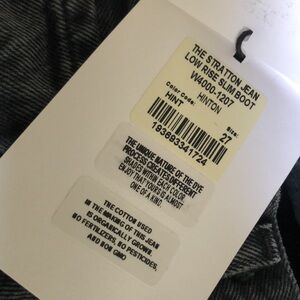 THE STRATTON JEAN
LOW RISE SLIM BOOT
W4000-1207
Color Code: HINTON
HINT
Size:
27
193693341724
THE UNIQUE NATURE OF THE DYE
PROCESS CREATES DIFFERENT
SHADES WITHIN EACH COLOR.
ENJOY THAT YOURS IS ALMOST
ONE OF A KIND.
THE COTTON USED
IN THE MAKING OF THIS JEAN
IS ORGANICALLY GROWN.
NO FERTILIZERS, NO PESTICIDES,
AND NON GMO